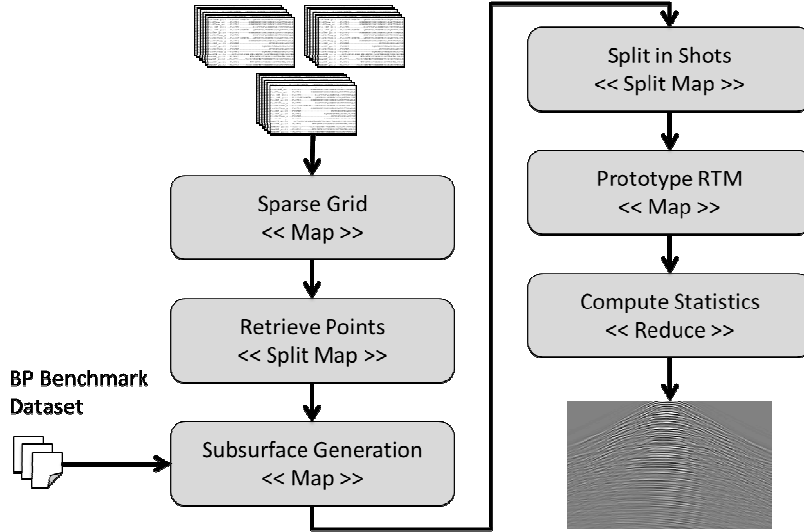 Sparse Grid
<< Map >>
Retrieve Points
<< Split Map >>
BP Benchmark
Dataset
Subsurface Generation
<< Map >>
Split in Shots
<< Split Map >>
Prototype RTM
<< Map >>
Compute Statistics
<< Reduce >>